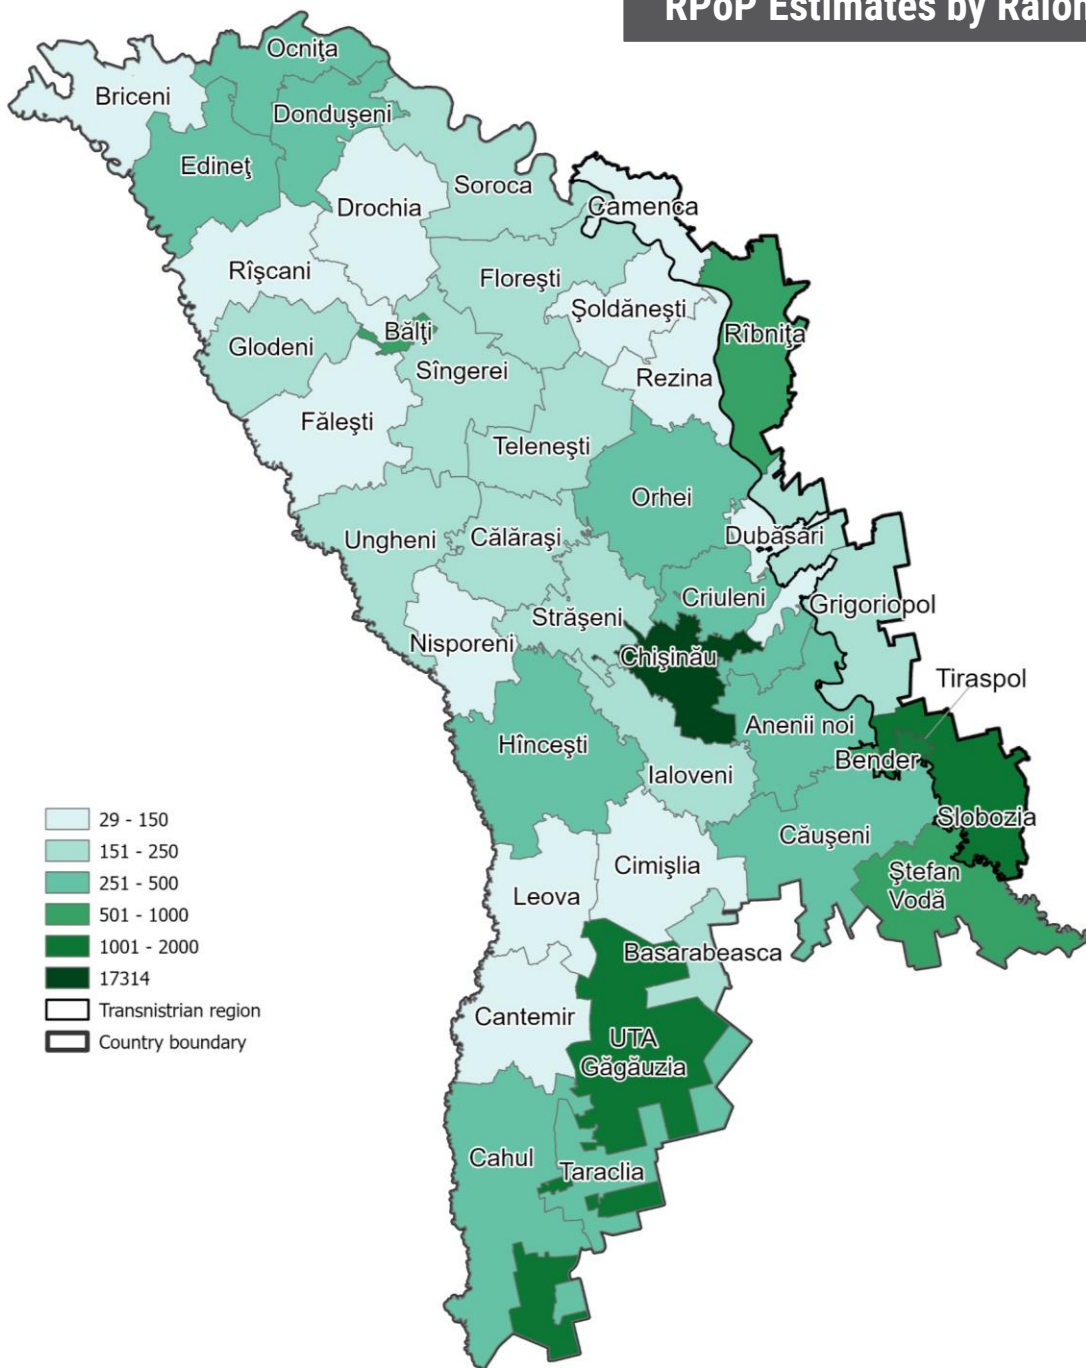 RPoP Estimates by Raion
Ocniţa
Briceni
Donduşeni
Edineţ
Soroca
Drochia
Camenca
Rîşcani
Floreşti
Şoldăneşti
Bălţi
Rîbniţa
Glodeni
Sîngerei
Rezina
Făleşti
Teleneşti
Orhei
Ungheni
Călăraşi
Dubăsari
Criuleni
Grigoriopol
Străşeni
Nisporeni
Chişinău
Tiraspol
Anenii noi
Hînceşti
Bender
Ialoveni
Slobozia
Căuşeni
Cimişlia
Ştefan
Vodă
Leova
Basarabeasca
Cantemir
UTA
Găgăuzia
Cahul
Taraclia
29 - 150
151 - 250
251 - 500
501 - 1000
1001 - 2000
17314
Transnistrian region
Country boundary